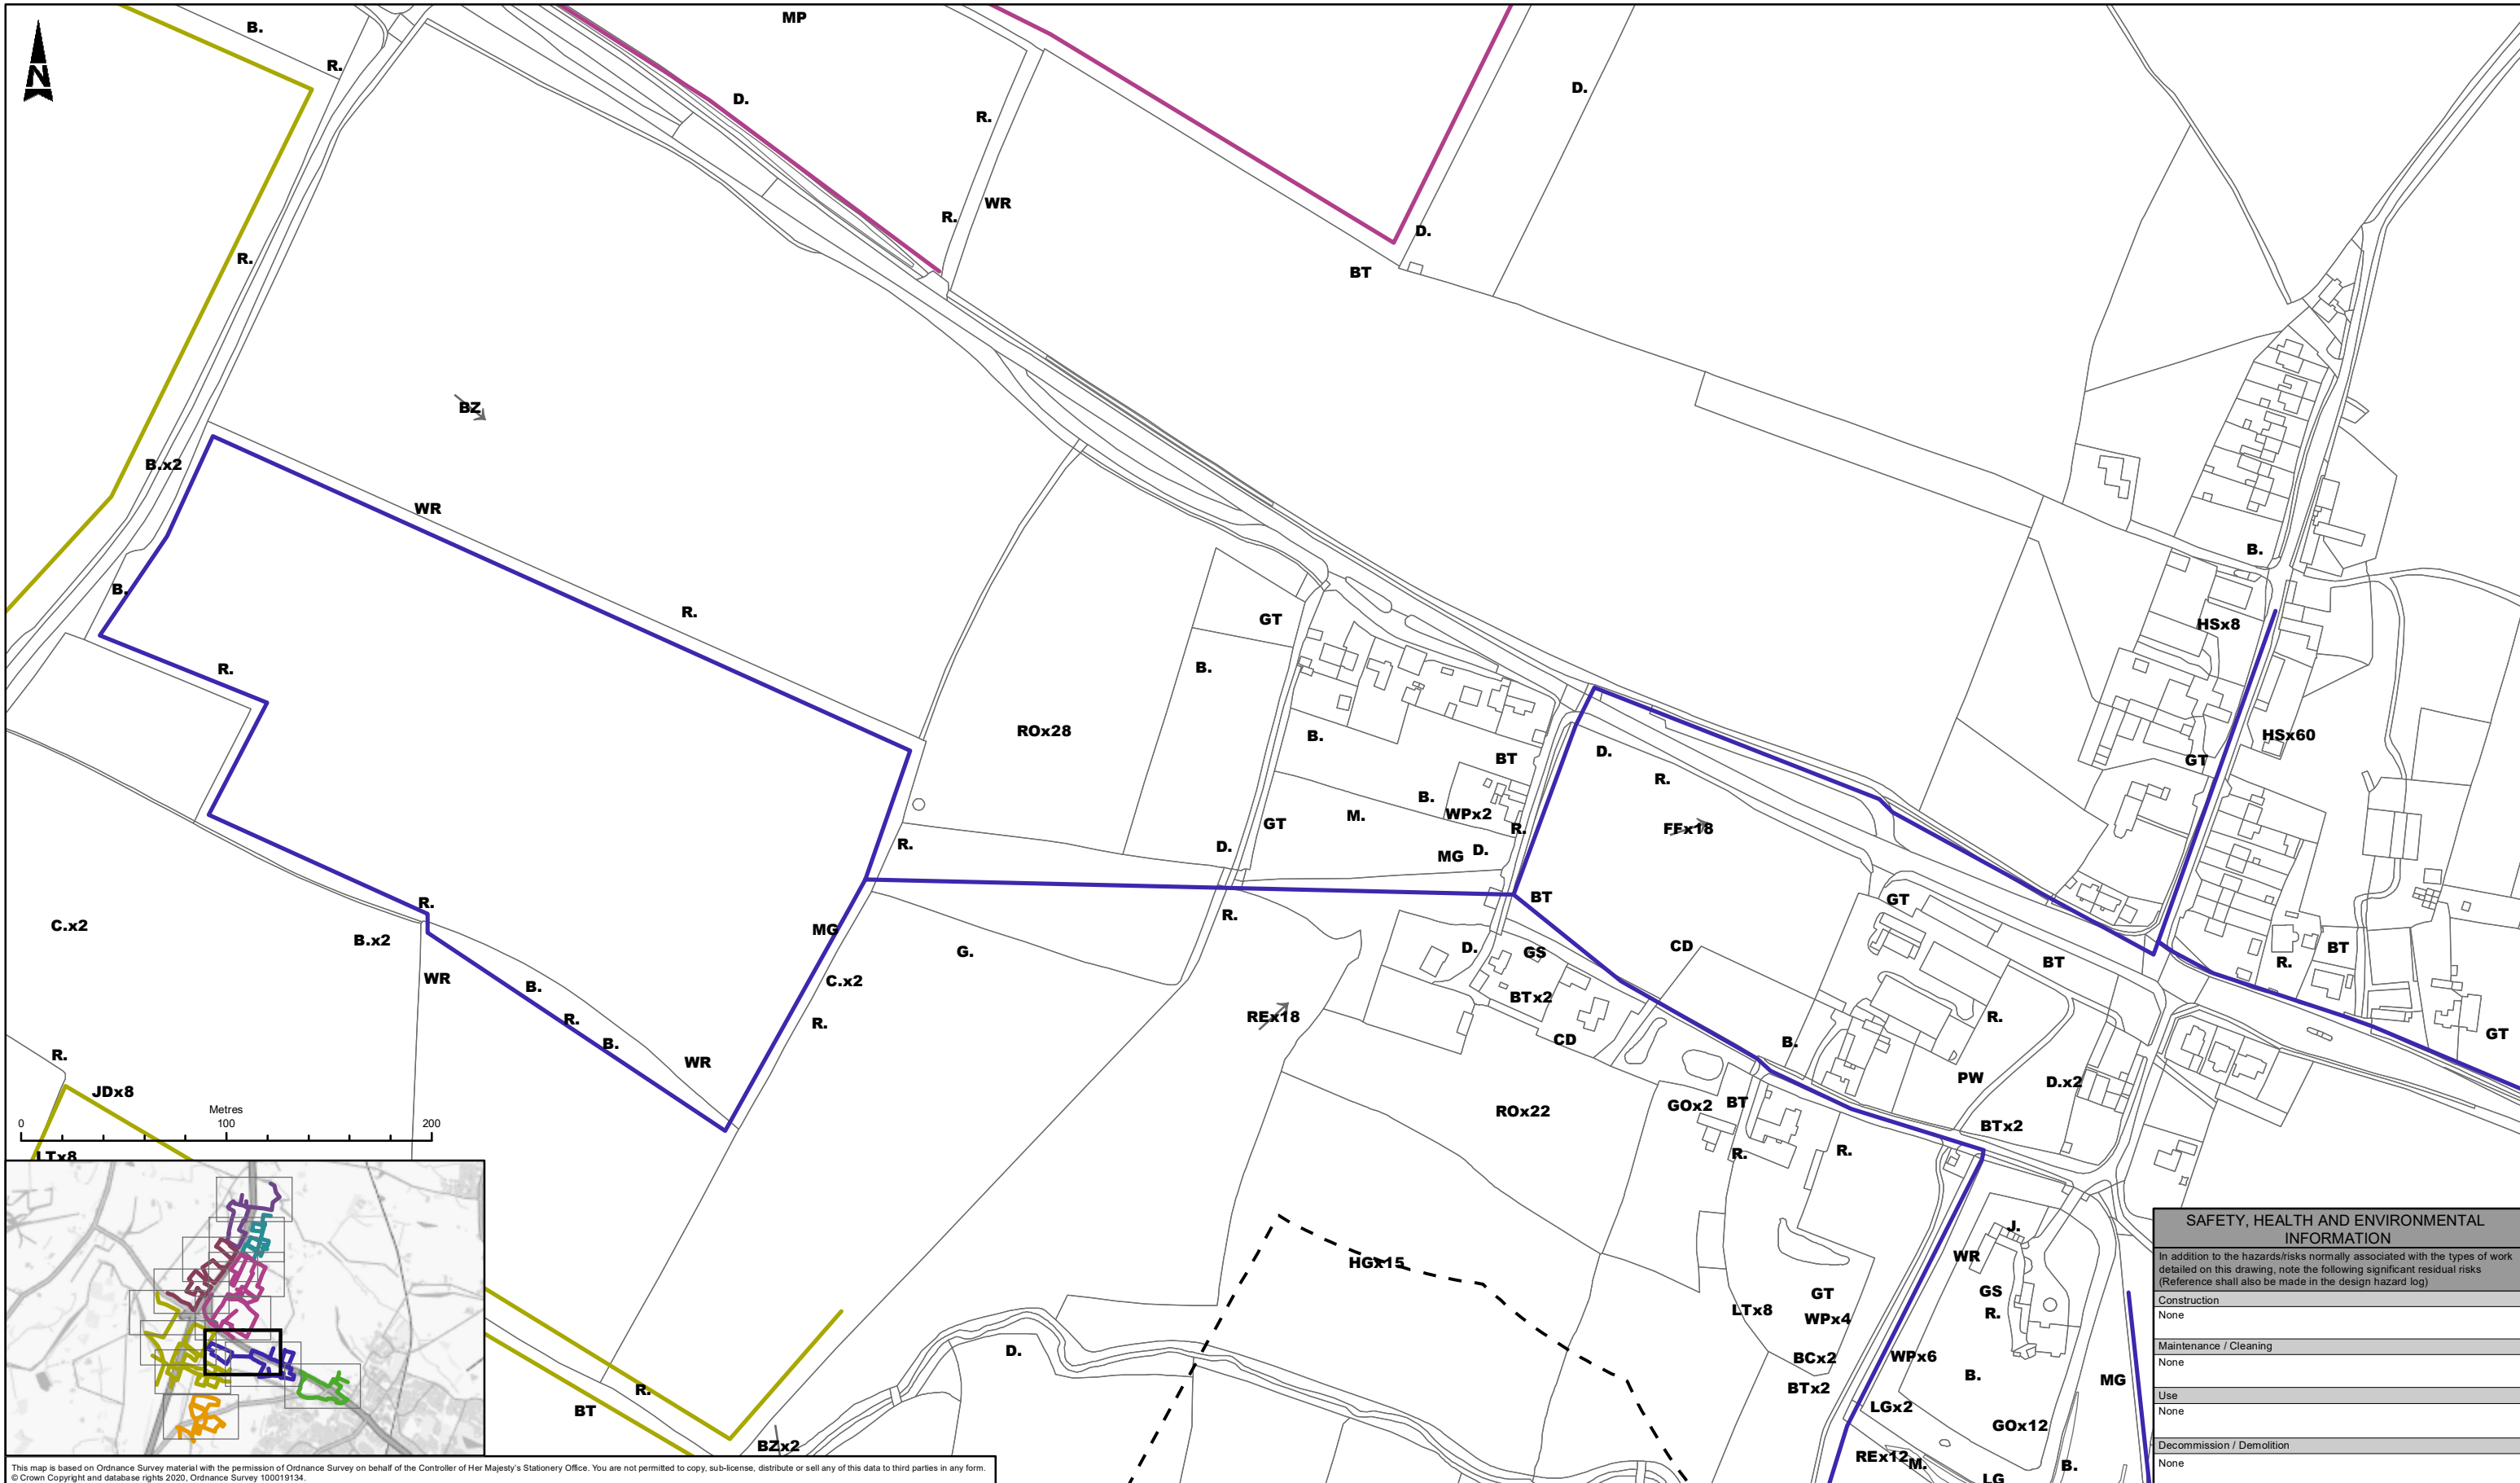 MP
B.
R.
N
D.
D.
R.
WR
R.
D.
R.
BT
BZ
B.x2
WR
B.
B.
R.
GT
HSx8
B.
R.
ROx28
B.
HSx60
BT
D.
GT
R.
B.
WPx2
M.
GT
R.
FFx18
R.
D.
MG
D.
BT
GT
R.
C.x2
MG
R.
B.x2
G.
D.
GS
CD
BT
BT
R.
WR
C.x2
B.
BTx2
REx18
R.
R.
R.
GT
B.
CD
B.
R.
WR
PW
D.x2
JDx8
GOx2
BT
ROx22
BTx2
Metres
0
100
200
R.
R.
LTx8
J.
WR
HGx15
GS
GT
LTx8
R.
WPx4
D.
BCx2
WPx6
B.
MG
BTx2
R.
BT
LGx2
GOx12
BZx2
REx12
M.
B.
LG
SAFETY, HEALTH AND ENVIRONMENTAL
INFORMATION
In addition to the hazards/risks normally associated with the types of work
detailed on this drawing, note the following significant residual risks
(Reference shall also be made in the design hazard log)
Construction
None
Maintenance / Cleaning
None
Use
None
Decommission / Demolition
None
This map is based on Ordnance Survey material with the permission of Ordnance Survey on behalf of the Controller of Her Majesty's Stationery Office. You are not permitted to copy, sub-license, distribute or sell any of this data to third parties in any form.
© Crown Copyright and database rights 2020, Ordnance Survey 100019134.